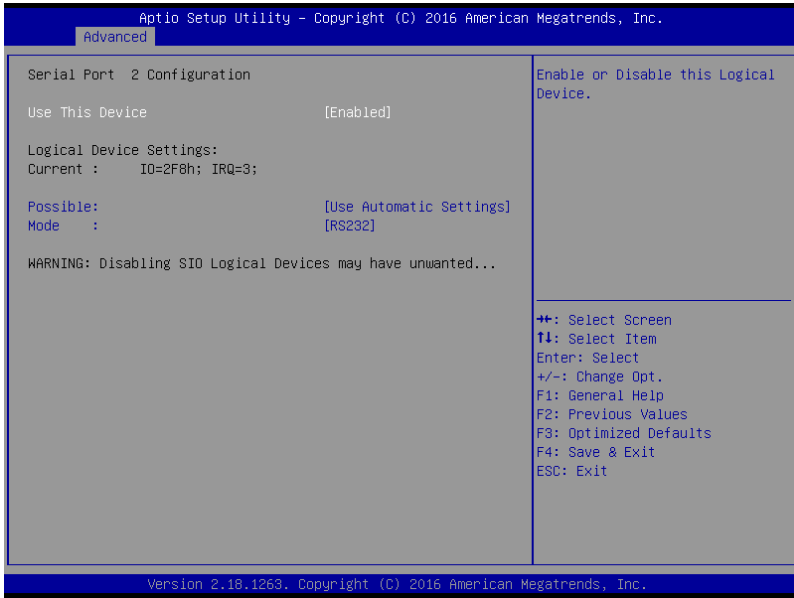 Aptio Setup Utility – Copyright (C) 2016 American Megatrends, Inc.
Advanced
Serial Port  2 Configuration
Use This Device [Enabled]
Logical Device Settings:
Current :     IO=2F8h; IRQ=3;
Possible: [Use Automatic Settings]
Mode    : [RS232]
WARNING: Disabling SIO Logical Devices may have unwanted...
Enable or Disable this Logical
Device.
→←: Select Screen
↑↓: Select Item
Enter: Select
+/-: Change Opt.
F1: General Help
F2: Previous Values
F3: Optimized Defaults
F4: Save & Exit
ESC: Exit
Version 2.18.1263. Copyright (C) 2016 American Megatrends, Inc.